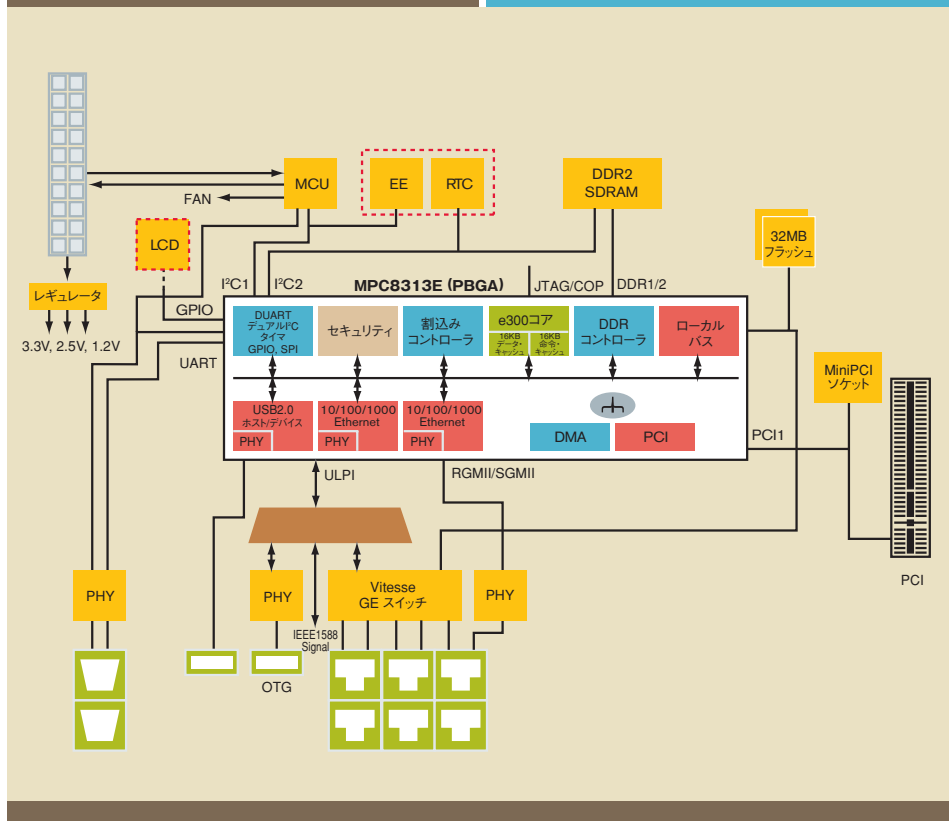 MCU
EE
RTC
DDR2
SDRAM
FAN
LCD
32MB
フラッシュ
レギュレータ
I²C1
I²C2
MPC8313E (PBGA)
JTAG/COP
DDR1/2
GPIO
3.3V, 2.5V, 1.2V
UART
DUART
デュアルI²C
タイマ
GPIO, SPI
セキュリティ
割込み
コントローラ
e300コア
16KB
データ・
キャッシュ
16KB
命令・
キャッシュ
DDR
コントローラ
ローカル
バス
MiniPCI
ソケット
USB2.0
ホスト/デバイス
PHY
10/100/1000
Ethernet
PHY
10/100/1000
Ethernet
PHY
DMA
PCI
PCI1
ULPI
RGMII/SGMII
PCI
PHY
PHY
Vitesse
GE スイッチ
PHY
IEEE1588
Signal
OTG